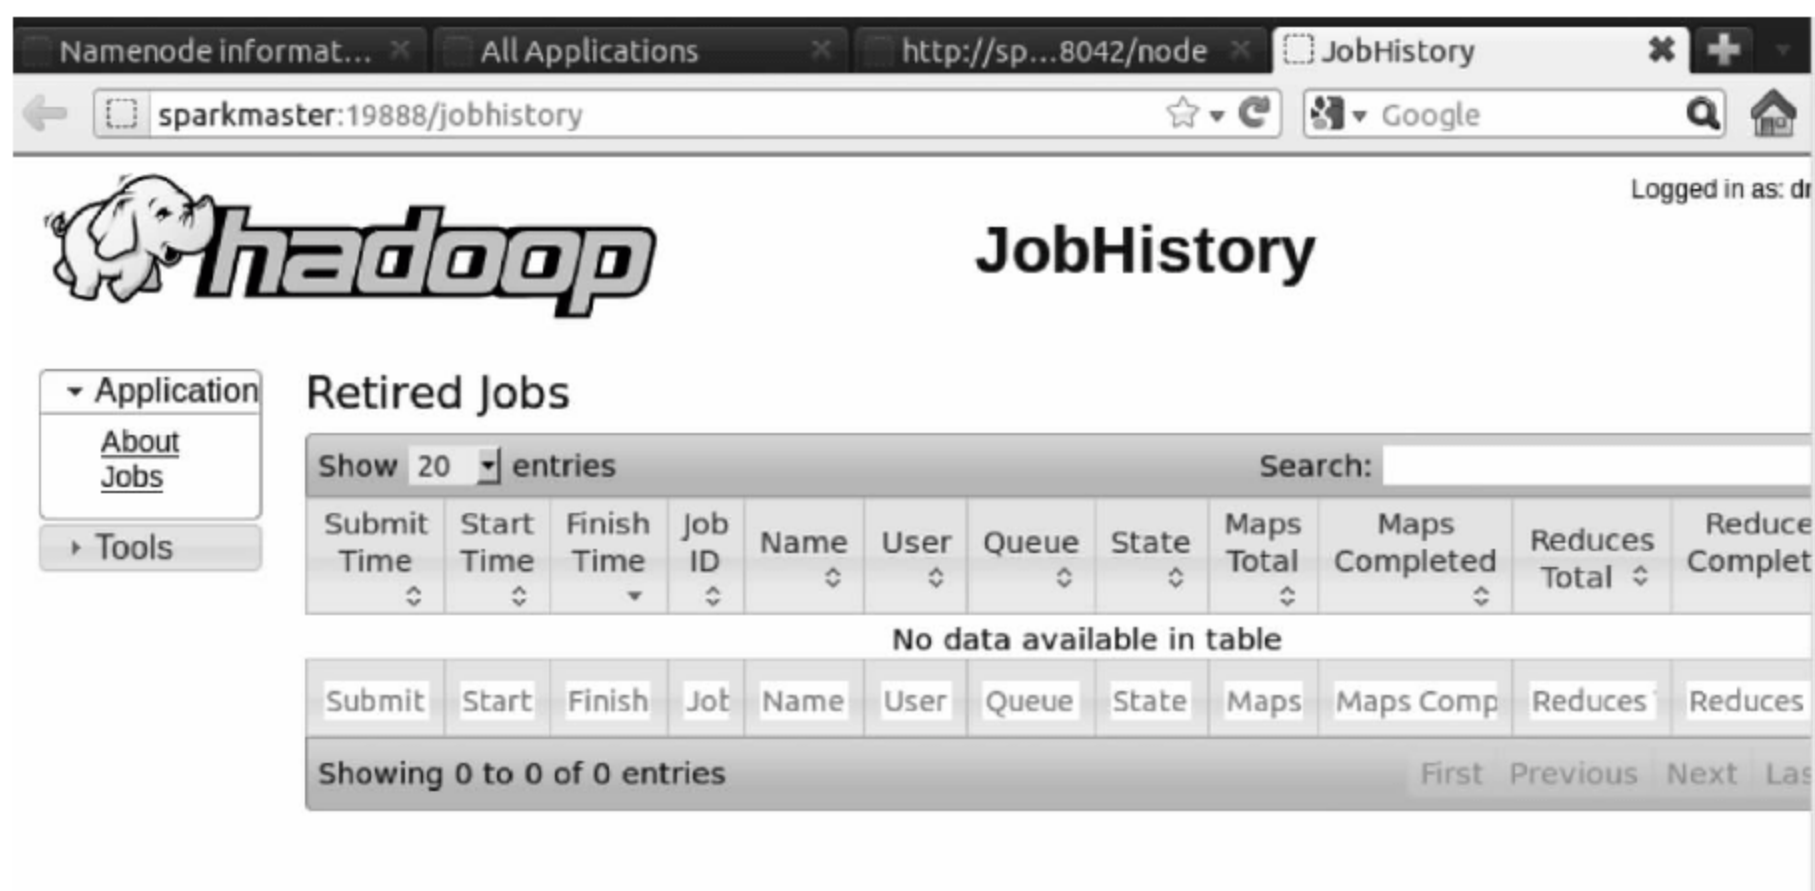 Namenode informat... All Applications http://sp...8042/node JobHistory
sparkmaster:19888/jobhistory Google
Logged in as: dr
hadoop JobHistory
Application
About
Jobs
Tools
Retired Jobs
Show 20 entries Search:
Submit Time Start Time Finish Time Job ID Name User Queue State Maps Total Maps Completed Reduces Total Reduce Complet
No data available in table
Submit Start Finish Job Name User Queue State Maps Maps Comp Reduces Reduces
Showing 0 to 0 of 0 entries First Previous Next Las